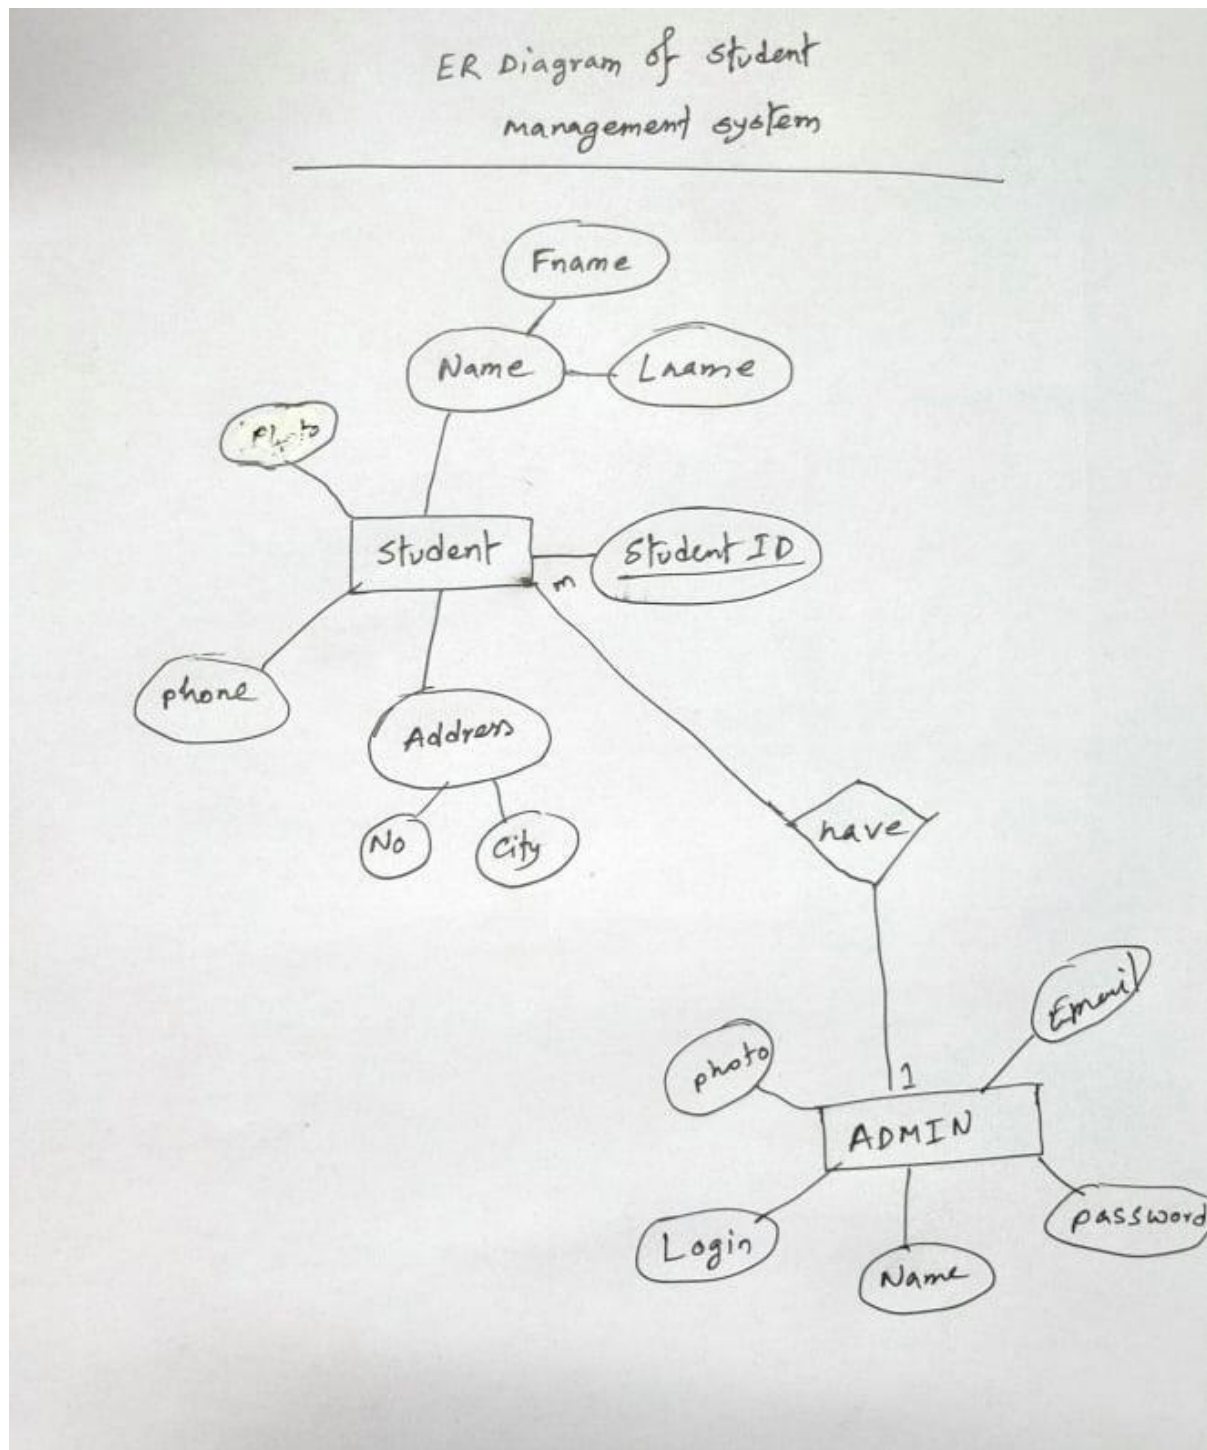 ER Diagram of student
management system
Fname
Name
Lname
Photo
Student
Student ID
m
phone
Address
No
City
have
Email
photo
1
ADMIN
Login
Name
password